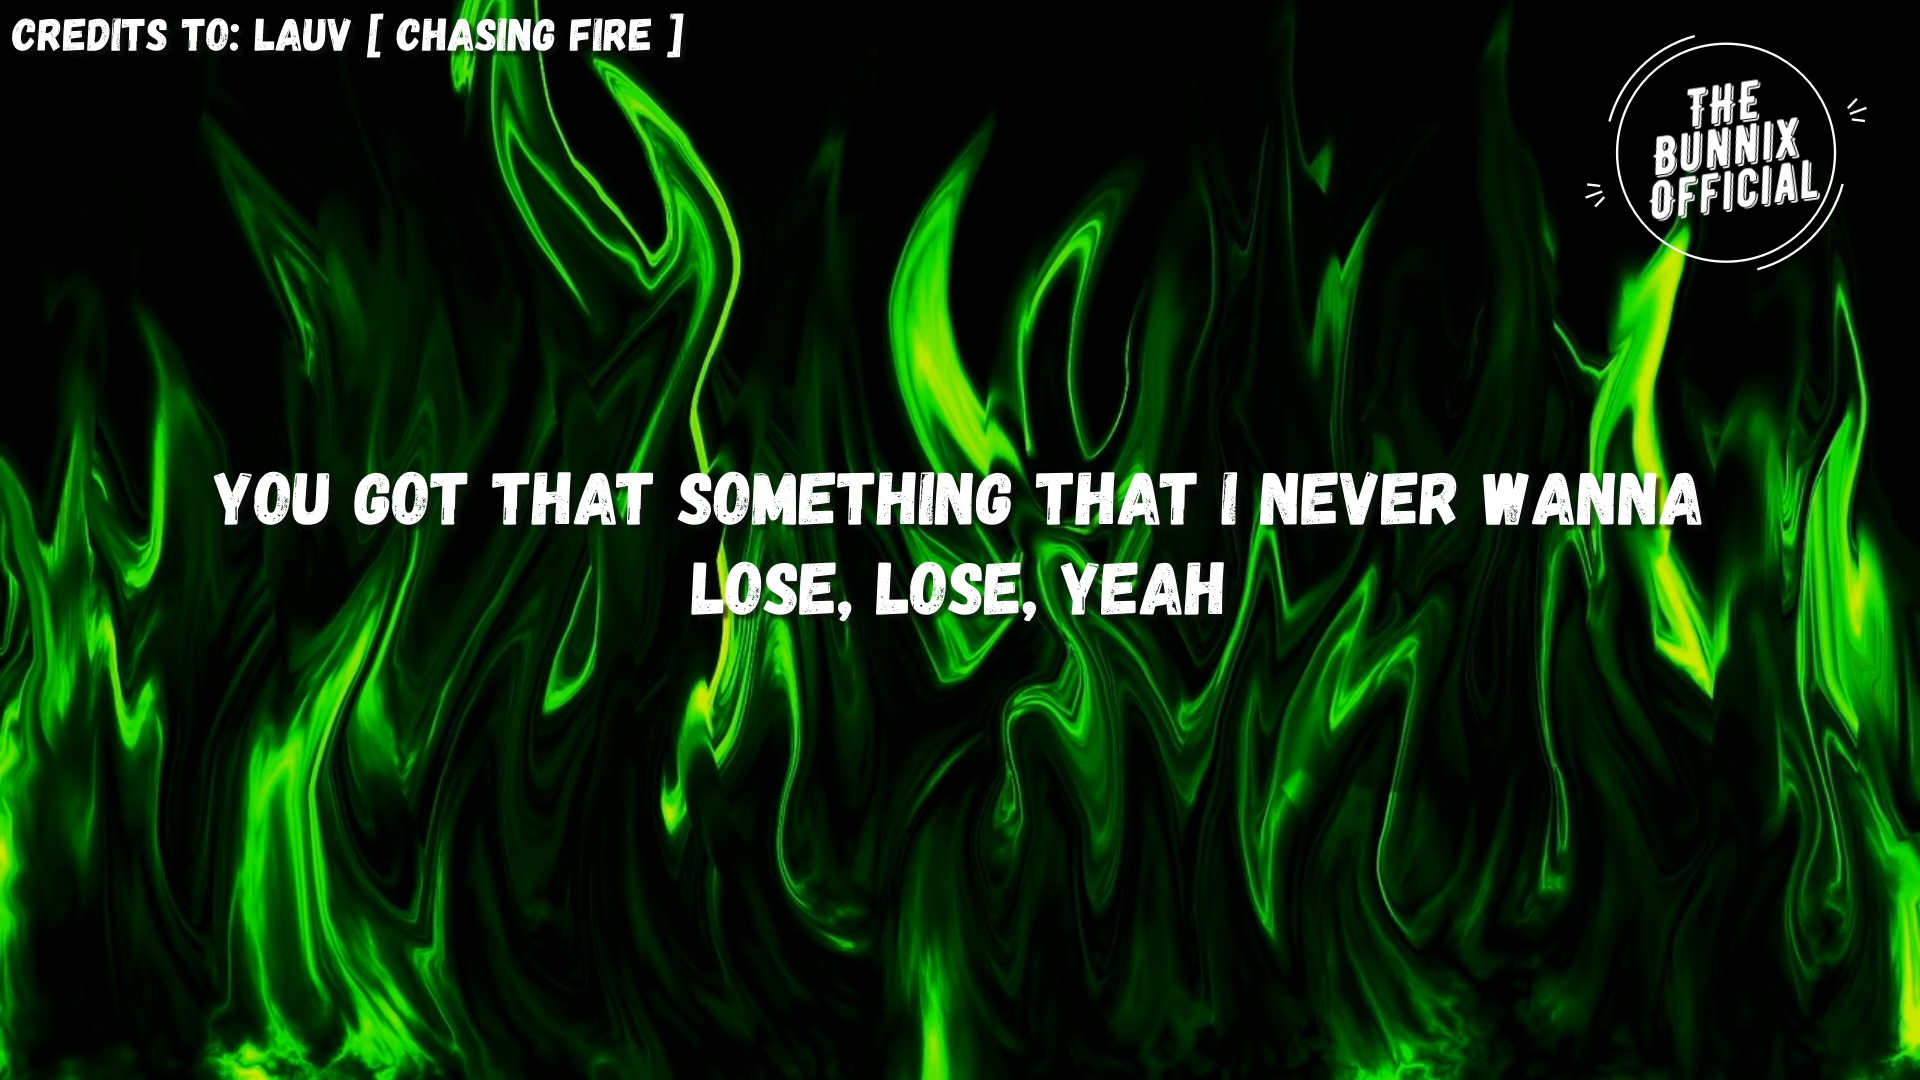 CREDITS TO: LAUV [ CHASING FIRE ]
THE
BUNNIX
OFFICIAL
YOU GOT THAT SOMETHING THAT I NEVER WANNA
LOSE, LOSE, YEAH